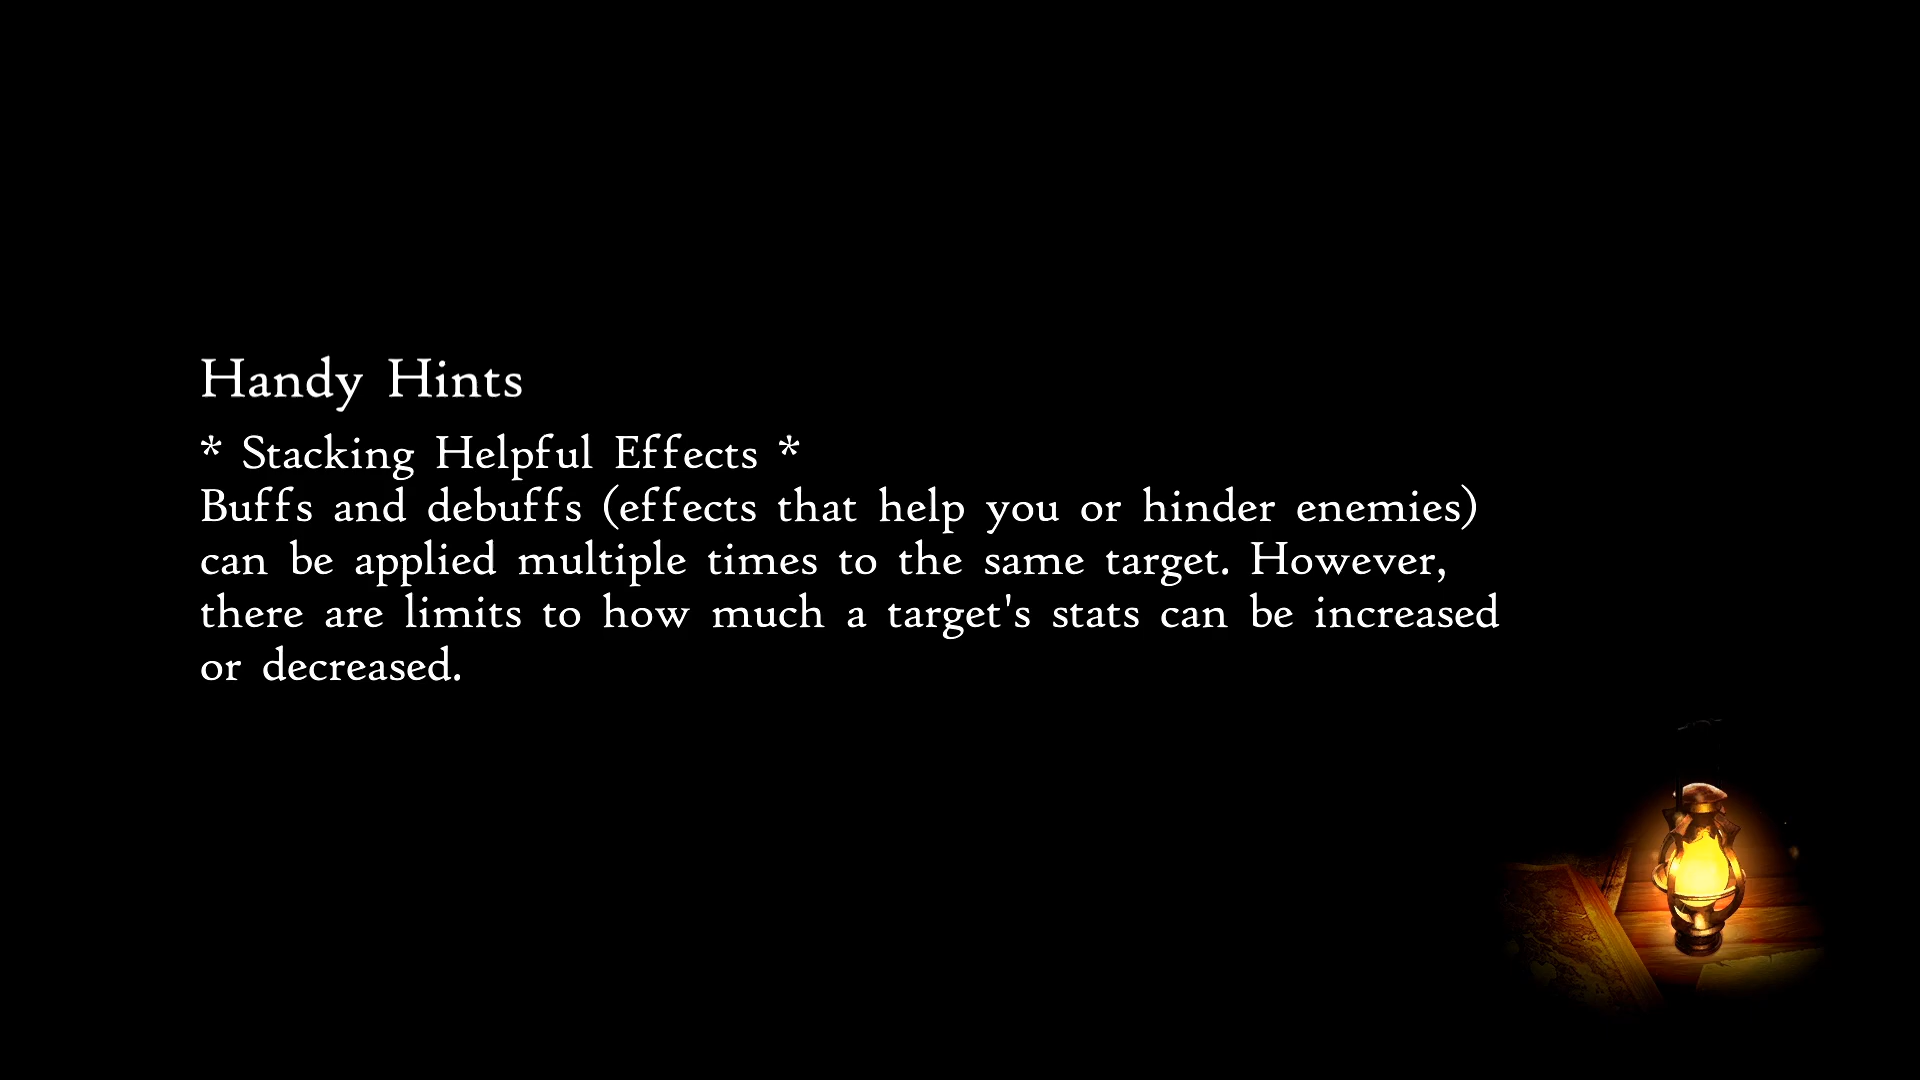 Handy Hints
* Stacking Helpful Effects *
Buffs and debuffs (effects that help you or hinder enemies)
can be applied multiple times to the same target. However,
there are limits to how much a target's stats can be increased
or decreased.